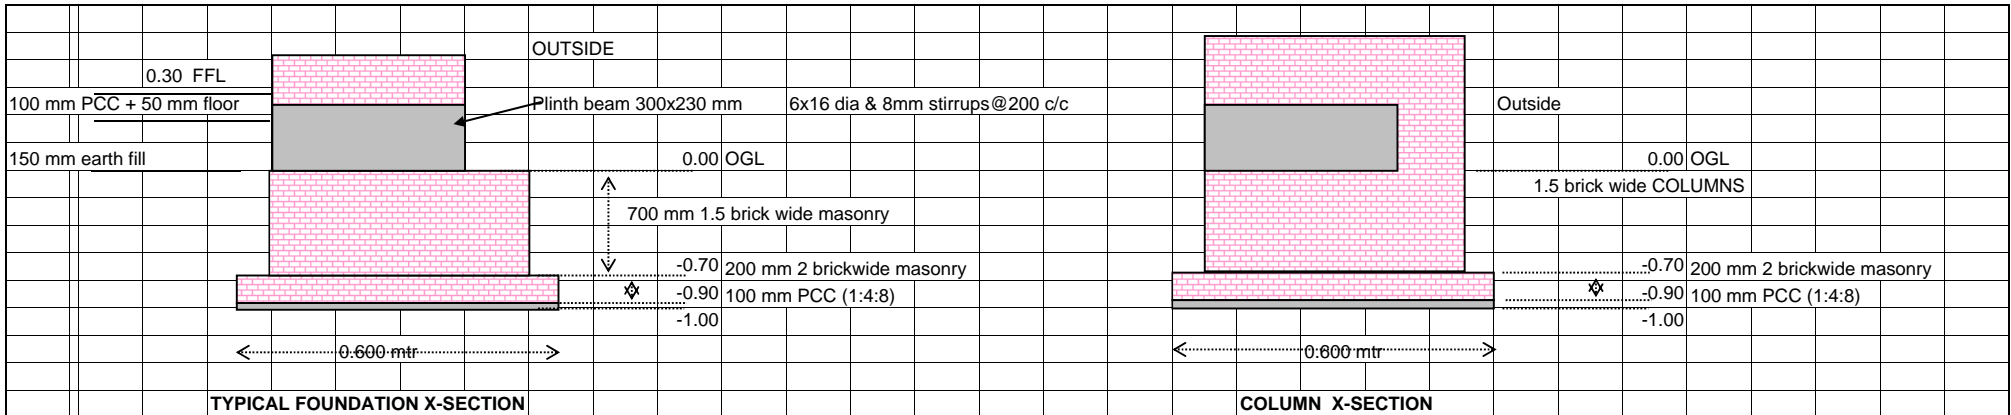 OUTSIDE
0.30 FFL
100 mm PCC + 50 mm floor
Plinth beam 300x230 mm 6x16 dia & 8mm stirrups@200 c/c
150 mm earth fill
0.00 OGL
700 mm 1.5 brick wide masonry
-0.70 200 mm 2 brickwide masonry
-0.90 100 mm PCC (1:4:8)
-1.00
0.600 mtr
TYPICAL FOUNDATION X-SECTION
Outside
0.00 OGL
1.5 brick wide COLUMNS
-0.70 200 mm 2 brickwide masonry
-0.90 100 mm PCC (1:4:8)
-1.00
0.600 mtr
COLUMN X-SECTION